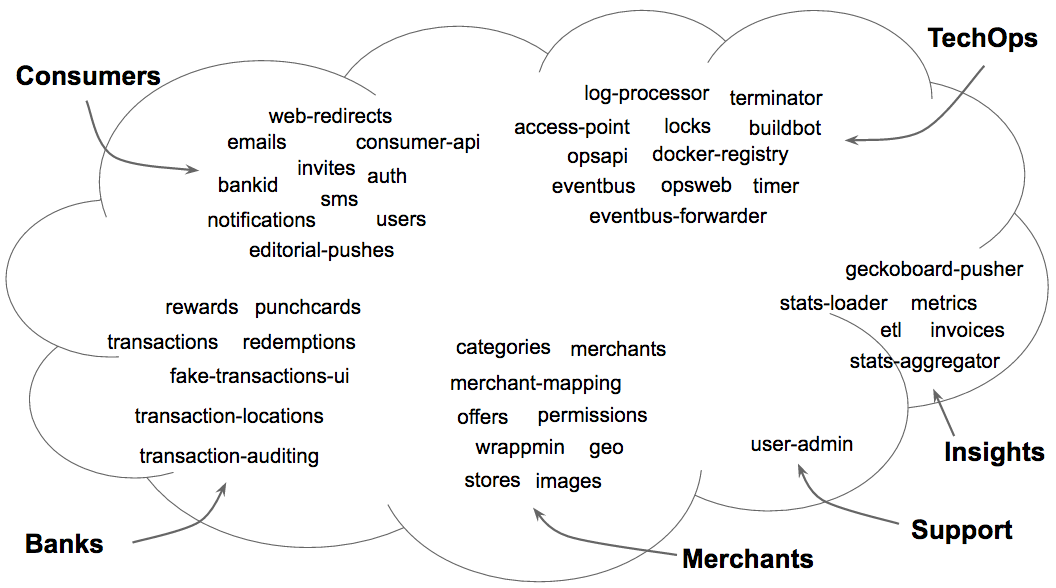 TechOps
Consumers
log-processor terminator
web-redirects
access-point locks buildbot
emails consumer-api
opsapi docker-registry
invites auth
bankid
eventbus opsweb timer
sms
notifications users
eventbus-forwarder
editorial-pushes
geckoboard-pusher
stats-loader metrics
rewards punchcards
etl invoices
transactions redemptions
categories merchants
stats-aggregator
fake-transactions-ui
merchant-mapping
transaction-locations
offers permissions
user-admin
wrappmin geo
Insights
transaction-auditing
stores images
Support
Banks
Merchants